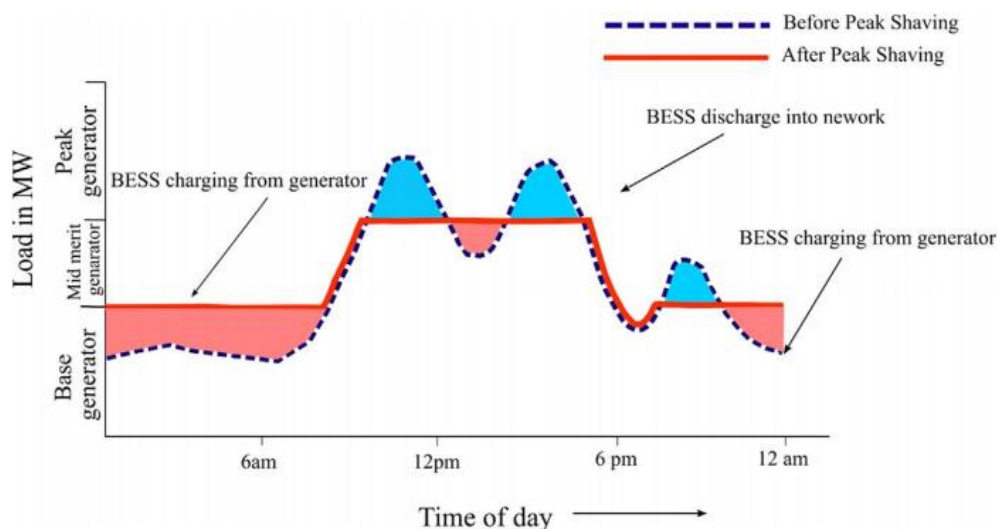 Before Peak Shaving
After Peak Shaving
Load in MW
Peak
generator
Mid merit
genarator
Base
generator
BESS charging from generator
BESS discharge into nework
BESS charging from generator
6am
12pm
6 pm
12 am
Time of day